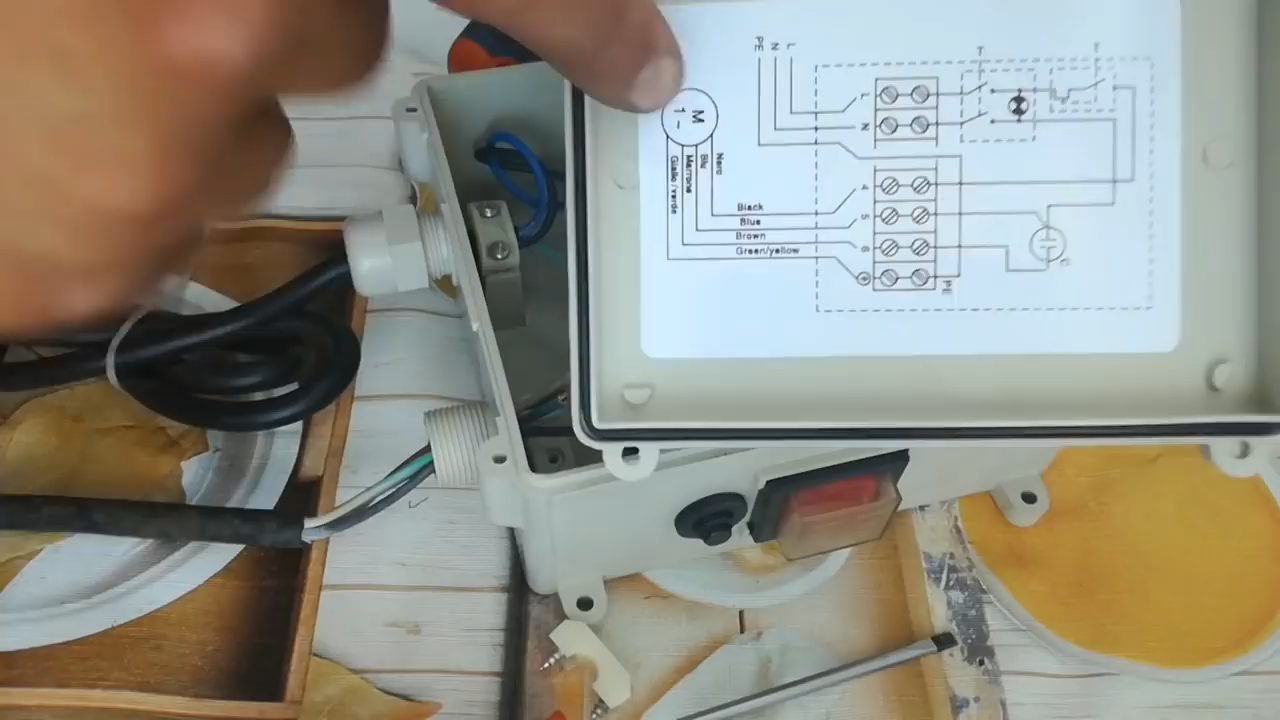 PE
N
L
T
T
L
N
M
1 ~
Nero
Blu
Marrone
Giallo / verde
Black
Blue
Brown
Green/yellow
4
5
6
PE
C